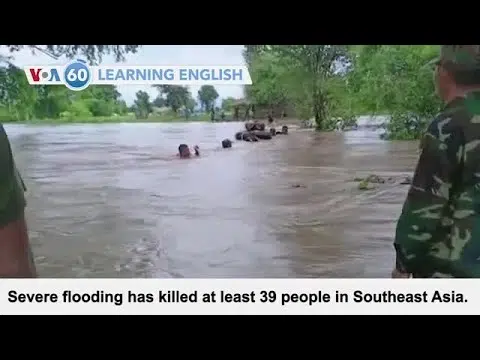 VOA 60 LEARNING ENGLISH
Severe flooding has killed at least 39 people in Southeast Asia.